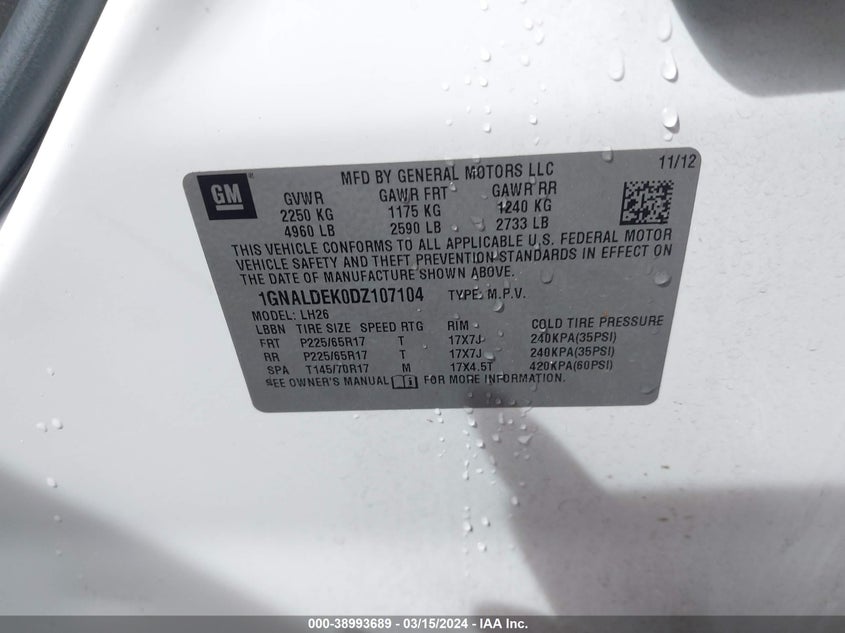 GM
MFD BY GENERAL MOTORS LLC 11/12
GVWR GAWR FRT GAWR RR
2250 KG 1175 KG 1240 KG
4960 LB 2590 LB 2733 LB
THIS VEHICLE CONFORMS TO ALL APPLICABLE U.S. FEDERAL MOTOR
VEHICLE SAFETY AND THEFT PREVENTION STANDARDS IN EFFECT ON
THE DATE OF MANUFACTURE SHOWN ABOVE.
1GNALDEK0DZ107104 TYPE: M.P.V.
MODEL: LH26
LBBN TIRE SIZE SPEED RTG RIM COLD TIRE PRESSURE
FRT P225/65R17 T 17X7J 240KPA(35PSI)
RR P225/65R17 T 17X7J 240KPA(35PSI)
SPA T145/70R17 M 17X4.5T 420KPA(60PSI)
SEE OWNER'S MANUAL FOR MORE INFORMATION.
000-38993689 - 03/15/2024 - IAA Inc.